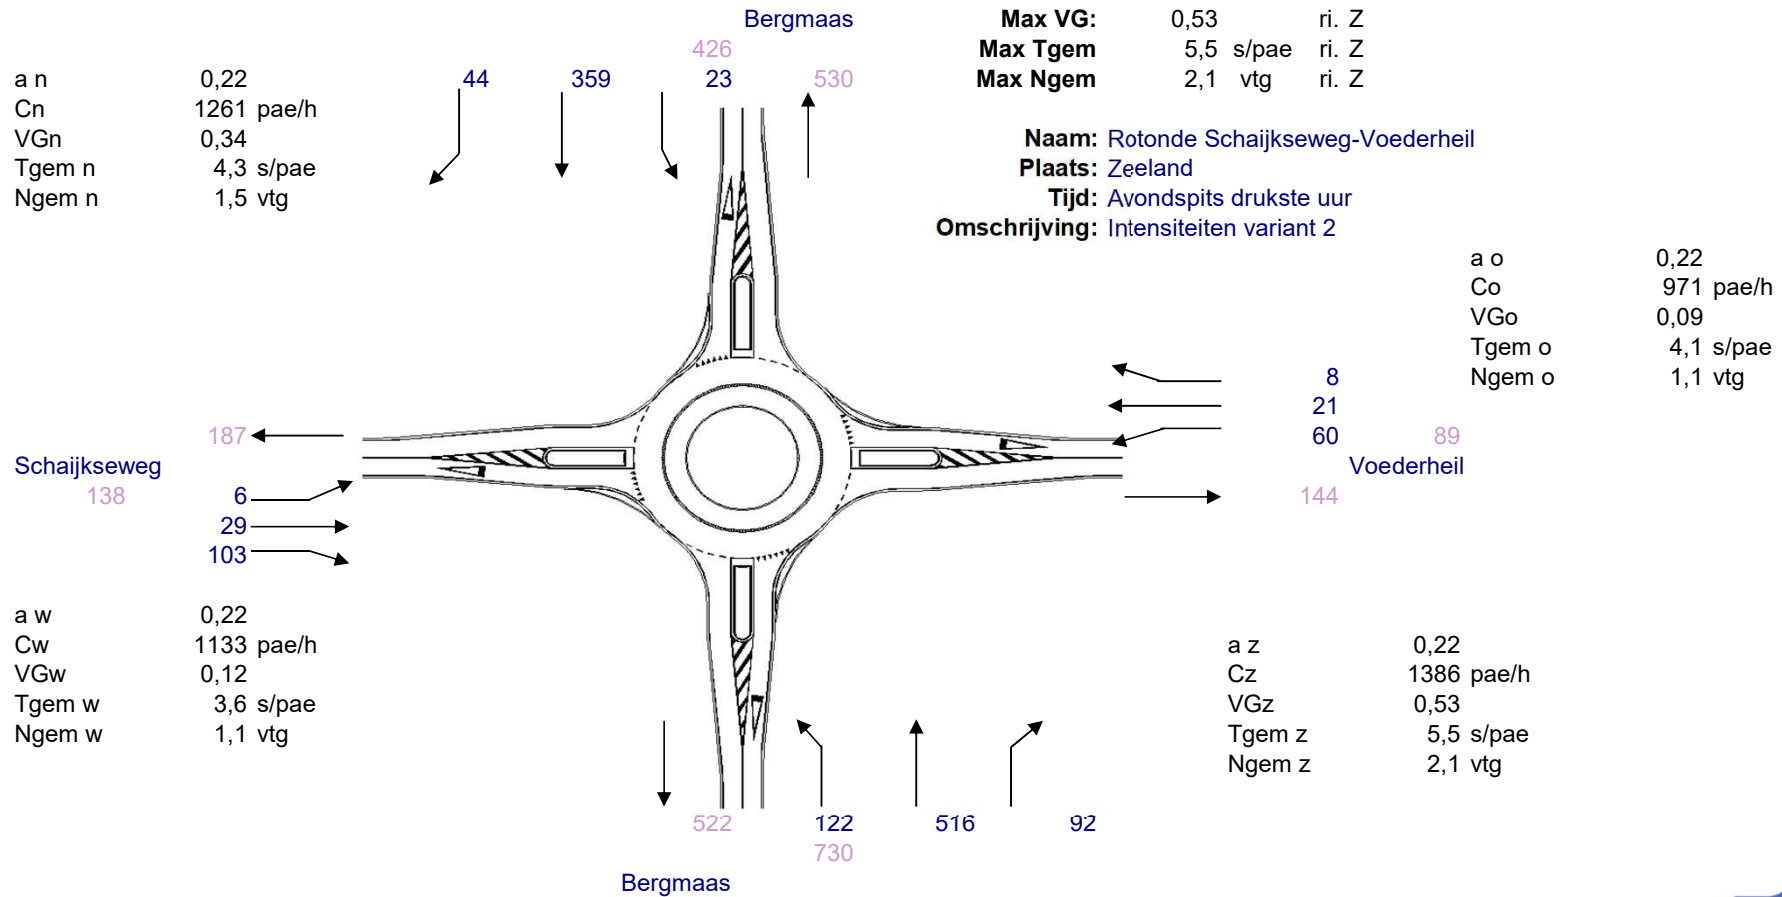 Bergmaas
Max VG: 0,53 ri. Z
426
Max Tgem 5,5 s/pae ri. Z
a n 0,22
44 359 23 530
Max Ngem 2,1 vtg ri. Z
Cn 1261 pae/h
VGn 0,34
Tgem n 4,3 s/pae
Ngem n 1,5 vtg
Naam: Rotonde Schaijkseweg-Voederheil
Plaats: Zeeland
Tijd: Avondspits drukste uur
Omschrijving: Intensiteiten variant 2
a o 0,22
Co 971 pae/h
VGo 0,09
Tgem o 4,1 s/pae
Ngem o 1,1 vtg
8
21
60 89
Voederheil
144
187
Schaijkseweg
138 6
29
103
a w 0,22
Cw 1133 pae/h
VGw 0,12
Tgem w 3,6 s/pae
Ngem w 1,1 vtg
a z 0,22
Cz 1386 pae/h
VGz 0,53
Tgem z 5,5 s/pae
Ngem z 2,1 vtg
522 122 516 92
730
Bergmaas